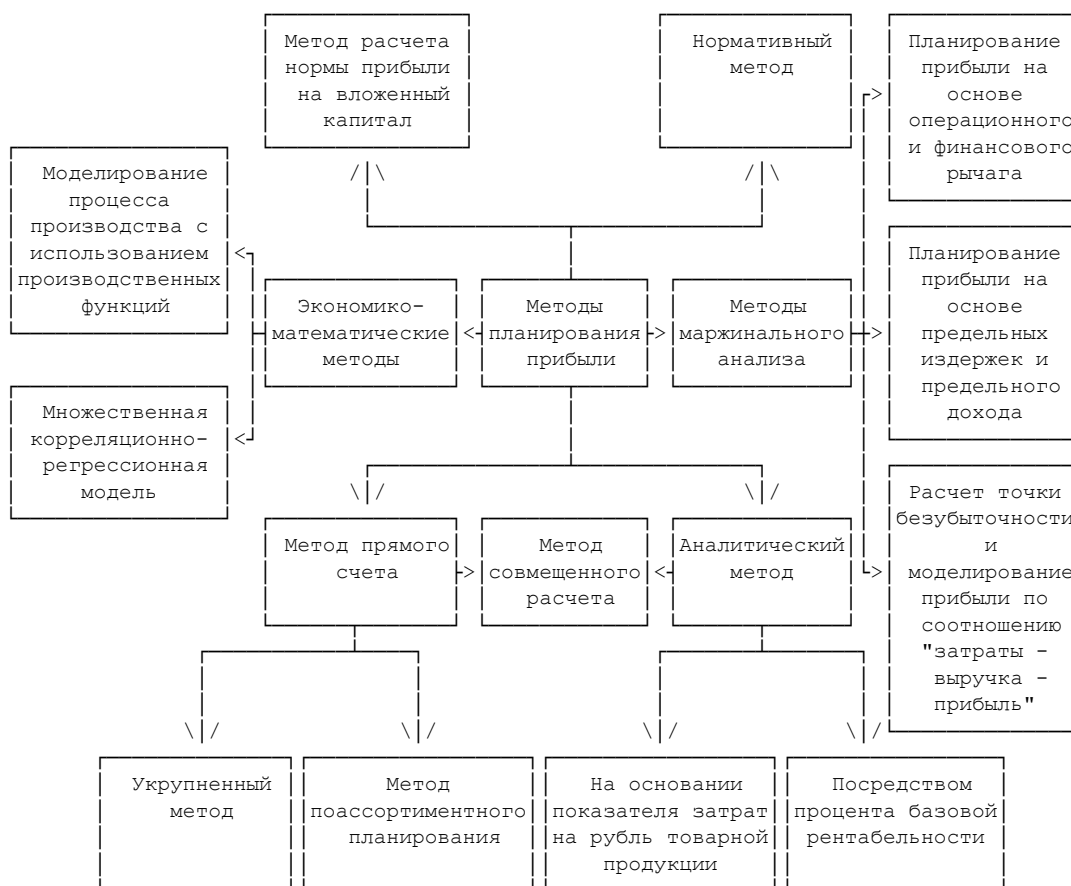 Метод расчета
нормы прибыли
на вложенный
капитал
Нормативный
метод
Планирование
прибыли на
основе
операционного
и финансового
рычага
Моделирование
процесса
производства с
использованием
производственных
функций
Экономико-
математические
методы
Методы
планирования
прибыли
Методы
маржинального
анализа
Планирование
прибыли на
основе
предельных
издержек и
предельного
дохода
Множественная
корреляционно-
регрессионная
модель
Метод прямого
счета
Метод
совмещенного
расчета
Аналитический
метод
Расчет точки
безубыточности
и
моделирование
прибыли по
соотношению
"затраты -
выручка -
прибыль"
Укрупненный
метод
Метод
поассортиментного
планирования
На основании
показателя затрат
на рубль товарной
продукции
Посредством
процента базовой
рентабельности